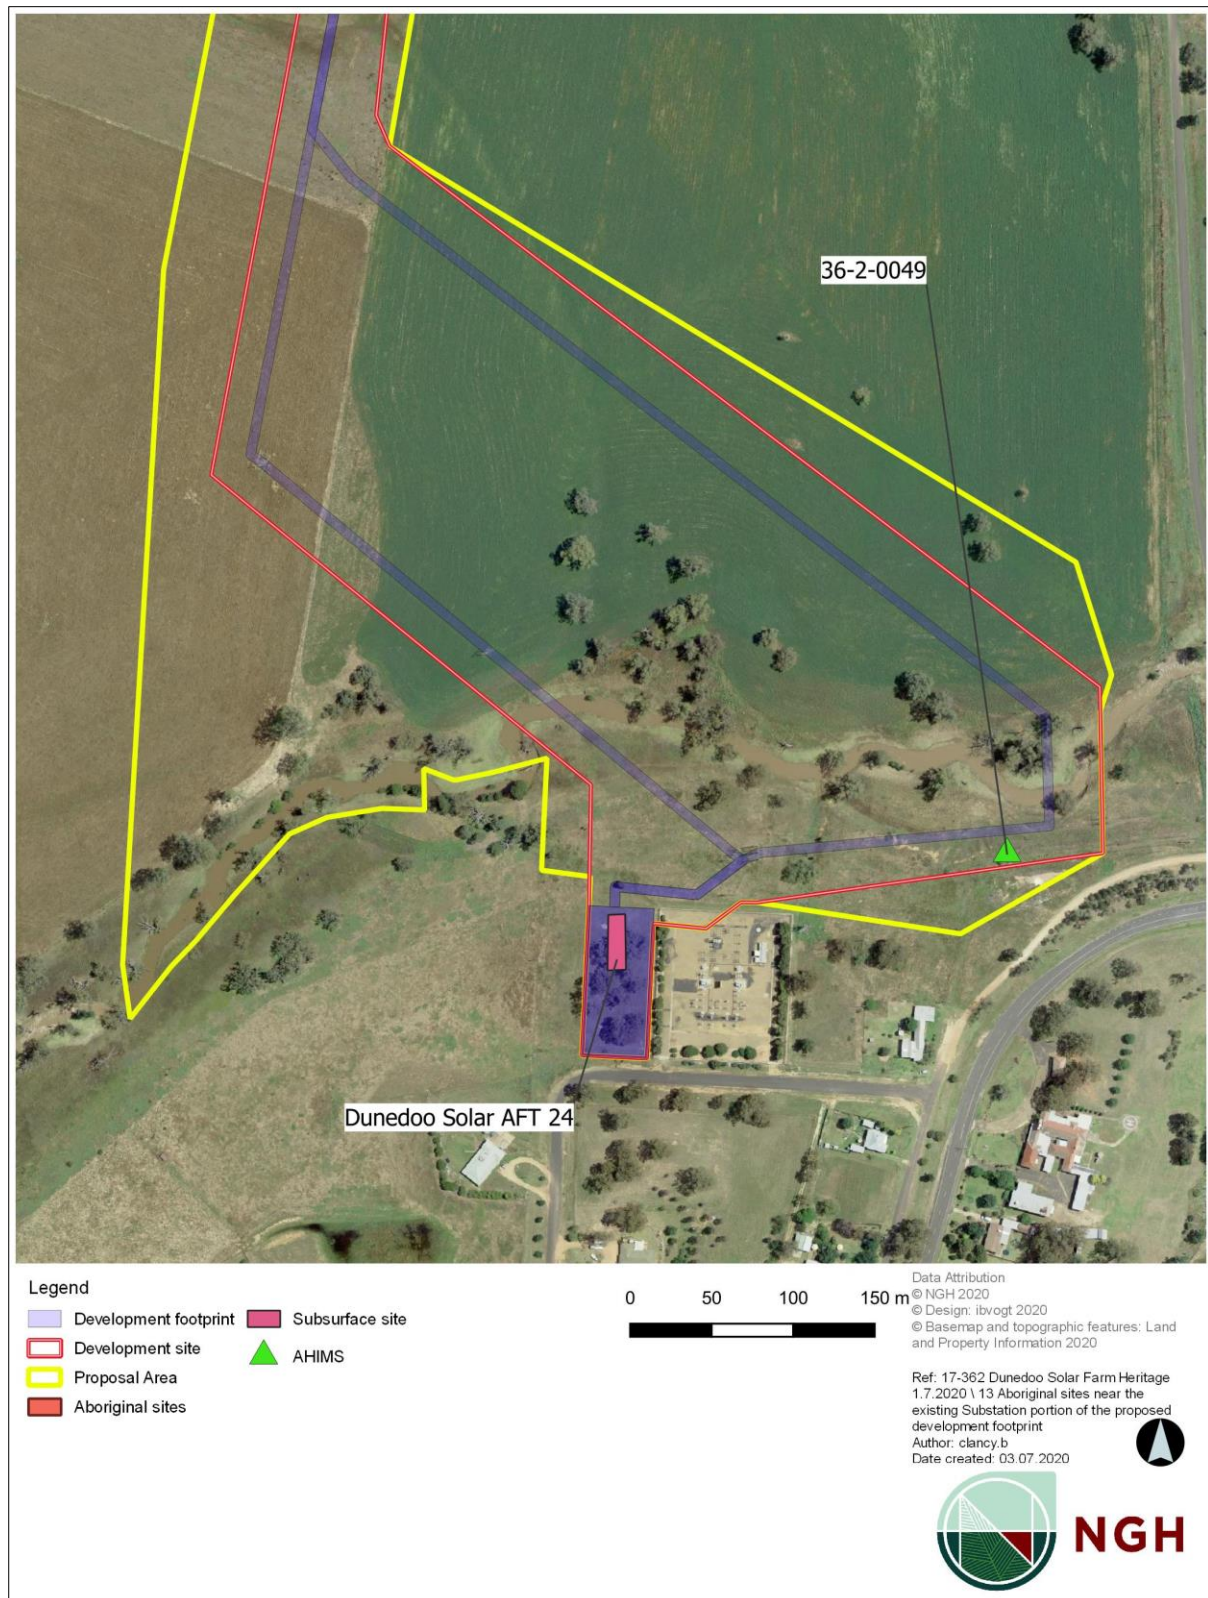 36-2-0049
Dunedoo Solar AFT 24
Legend
Development footprint
Development site
Proposal Area
Aboriginal sites
Subsurface site
AHIMS
0 50 100 150 m
Data Attribution
© NGH 2020
© Design: ibvogt 2020
© Basemap and topographic features: Land
and Property Information 2020
Ref: 17-362 Dunedoo Solar Farm Heritage
1.7.2020 \ 13 Aboriginal sites near the
existing Substation portion of the proposed
development footprint
Author: clancy.b
Date created: 03.07.2020
NGH